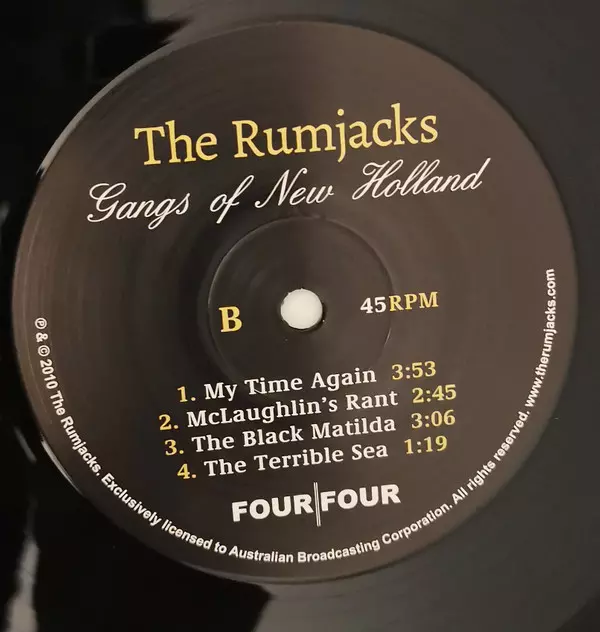 The Rumjacks
Gangs of New Holland
B
45RPM
1. My Time Again 3:53
2. McLaughlin's Rant 2:45
3. The Black Matilda 3:06
4. The Terrible Sea 1:19
FOUR|FOUR
℗ & © 2010 The Rumjacks. Exclusively licensed to Australian Broadcasting Corporation. All rights reserved. www.therumjacks.com